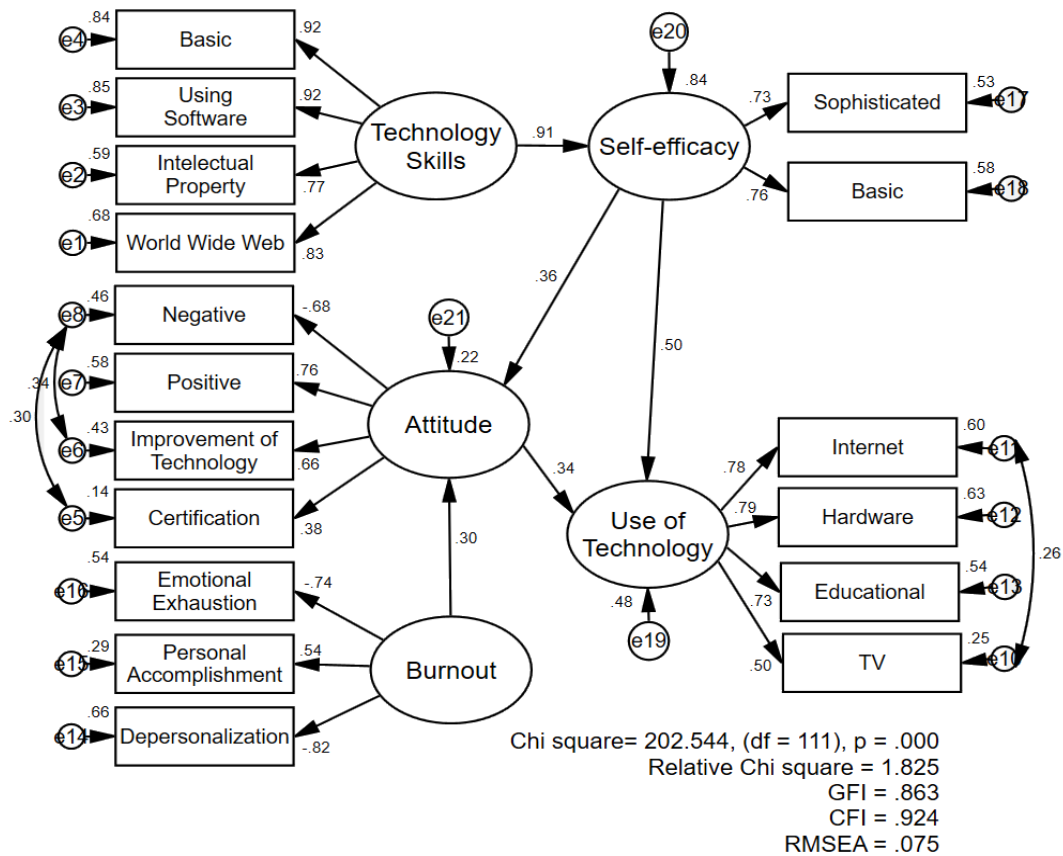 .84
e4
Basic
.92
.85
e3
Using
Software
.92
.59
e2
Intelectual
Property
.77
.68
e1
World Wide Web
.83
Technology
Skills
.91
e20
.84
Self-efficacy
.73
Sophisticated
.53
e17
.76
Basic
.58
e18
.36
.50
.46
e8
Negative
-.68
.58
e7
Positive
.76
.43
e6
Improvement of
Technology
.66
.14
e5
Certification
.38
.34
.30
e21
.22
Attitude
.34
.30
.54
e16
Emotional
Exhaustion
-.74
.29
e15
Personal
Accomplishment
.54
.66
e14
Depersonalization
-.82
Burnout
Use of
Technology
.48
e19
.78
Internet
.60
e11
.79
Hardware
.63
e12
.73
Educational
.54
e13
.50
TV
.25
e10
.26
Chi square= 202.544, (df = 111), p = .000
Relative Chi square = 1.825
GFI = .863
CFI = .924
RMSEA = .075